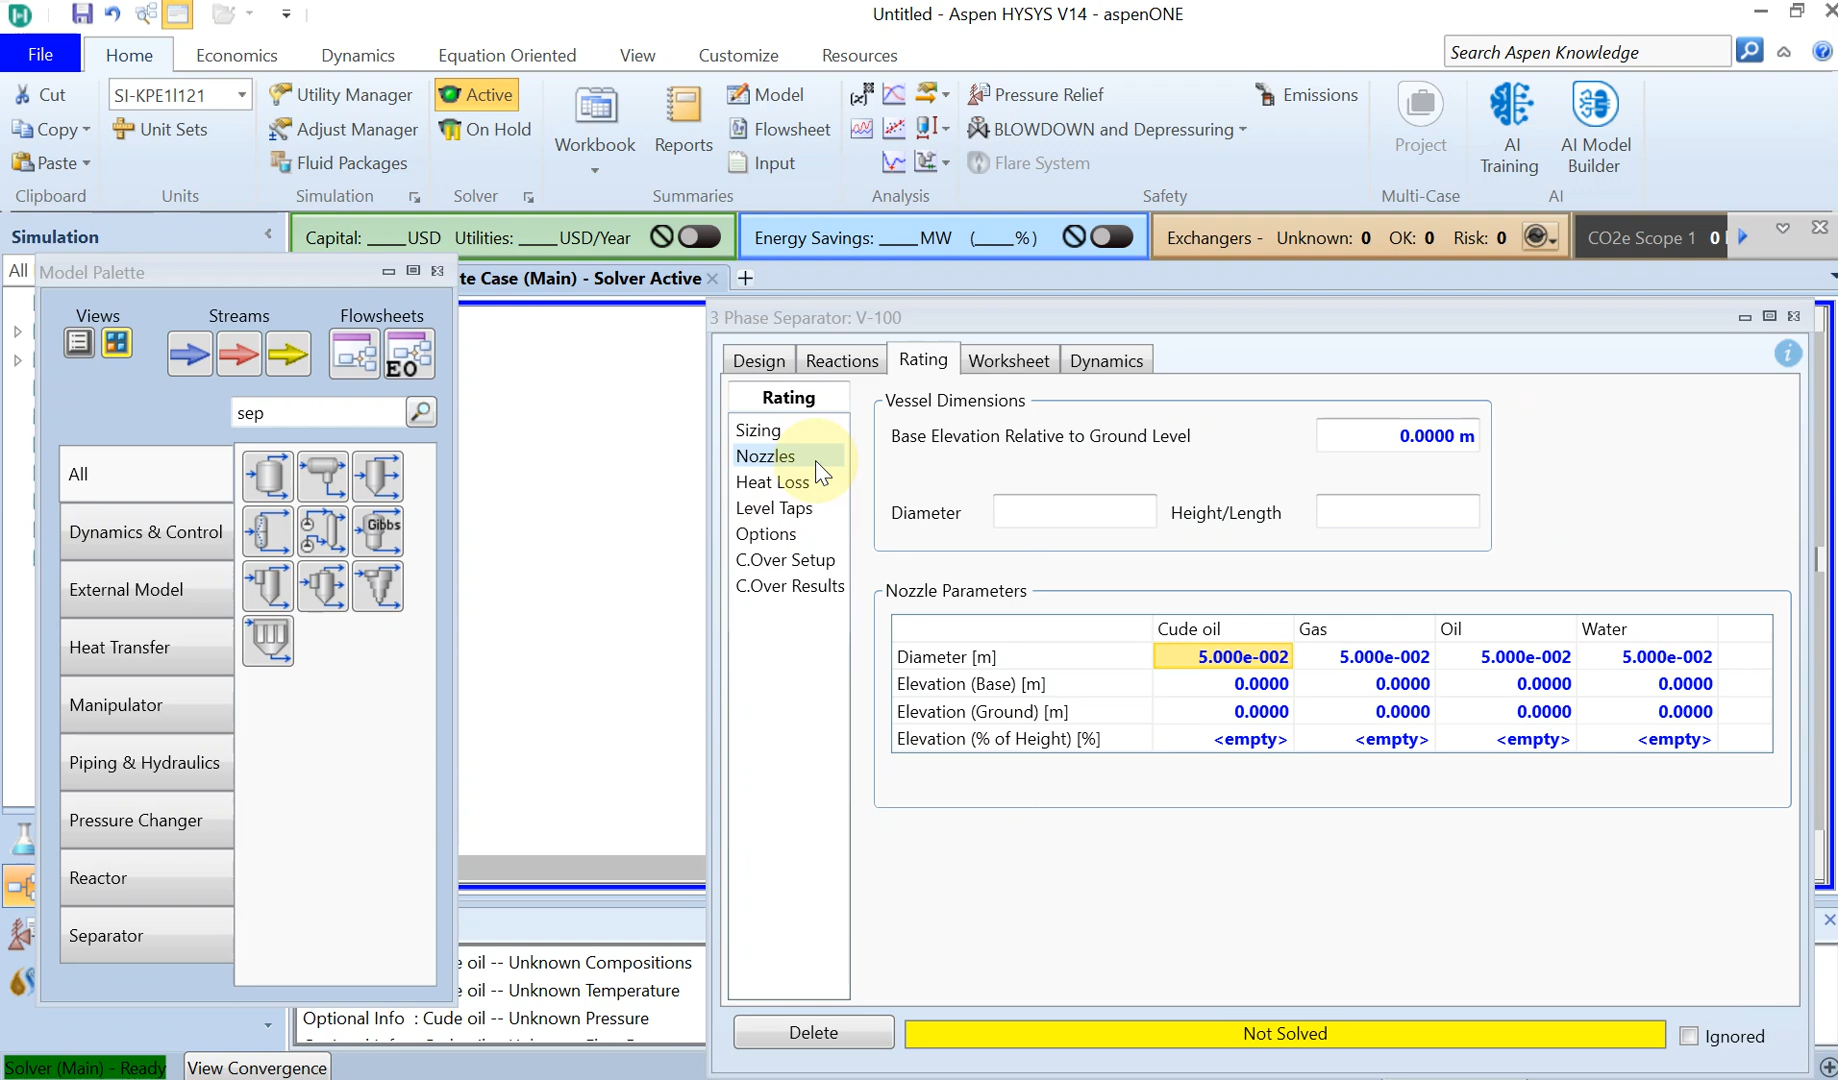 Untitled - Aspen HYSYS V14 - aspenONE
File
Home
Economics
Dynamics
Equation Oriented
View
Customize
Resources
Search Aspen Knowledge
Cut
Copy
Paste
Clipboard
SI-KPE1l121
Unit Sets
Units
Utility Manager
Adjust Manager
Fluid Packages
Simulation
Active
On Hold
Solver
Workbook
Reports
Model
Flowsheet
Input
Summaries
Analysis
Pressure Relief
BLOWDOWN and Depressuring
Flare System
Emissions
Safety
Project
Multi-Case
AI Training
AI Model Builder
AI
Simulation
Capital: ____USD Utilities: ____USD/Year
Energy Savings: ____MW (____%)
Exchangers - Unknown: 0 OK: 0 Risk: 0
CO2e Scope 1 0
All
Model Palette
te Case (Main) - Solver Active
Views
Streams
Flowsheets
EO
sep
All
Dynamics & Control
External Model
Heat Transfer
Manipulator
Piping & Hydraulics
Pressure Changer
Reactor
Separator
Gibbs
3 Phase Separator: V-100
Design
Reactions
Rating
Worksheet
Dynamics
Rating
Sizing
Nozzles
Heat Loss
Level Taps
Options
C.Over Setup
C.Over Results
Vessel Dimensions
Base Elevation Relative to Ground Level 0.0000 m
Diameter
Height/Length
Nozzle Parameters
Cude oil Gas Oil Water
Diameter [m] 5.000e-002 5.000e-002 5.000e-002 5.000e-002
Elevation (Base) [m] 0.0000 0.0000 0.0000 0.0000
Elevation (Ground) [m] 0.0000 0.0000 0.0000 0.0000
Elevation (% of Height) [%] <empty> <empty> <empty> <empty>
Delete
Not Solved
Ignored
oil -- Unknown Compositions
oil -- Unknown Temperature
Optional Info : Cude oil -- Unknown Pressure
Solver (Main) - Ready
View Convergence